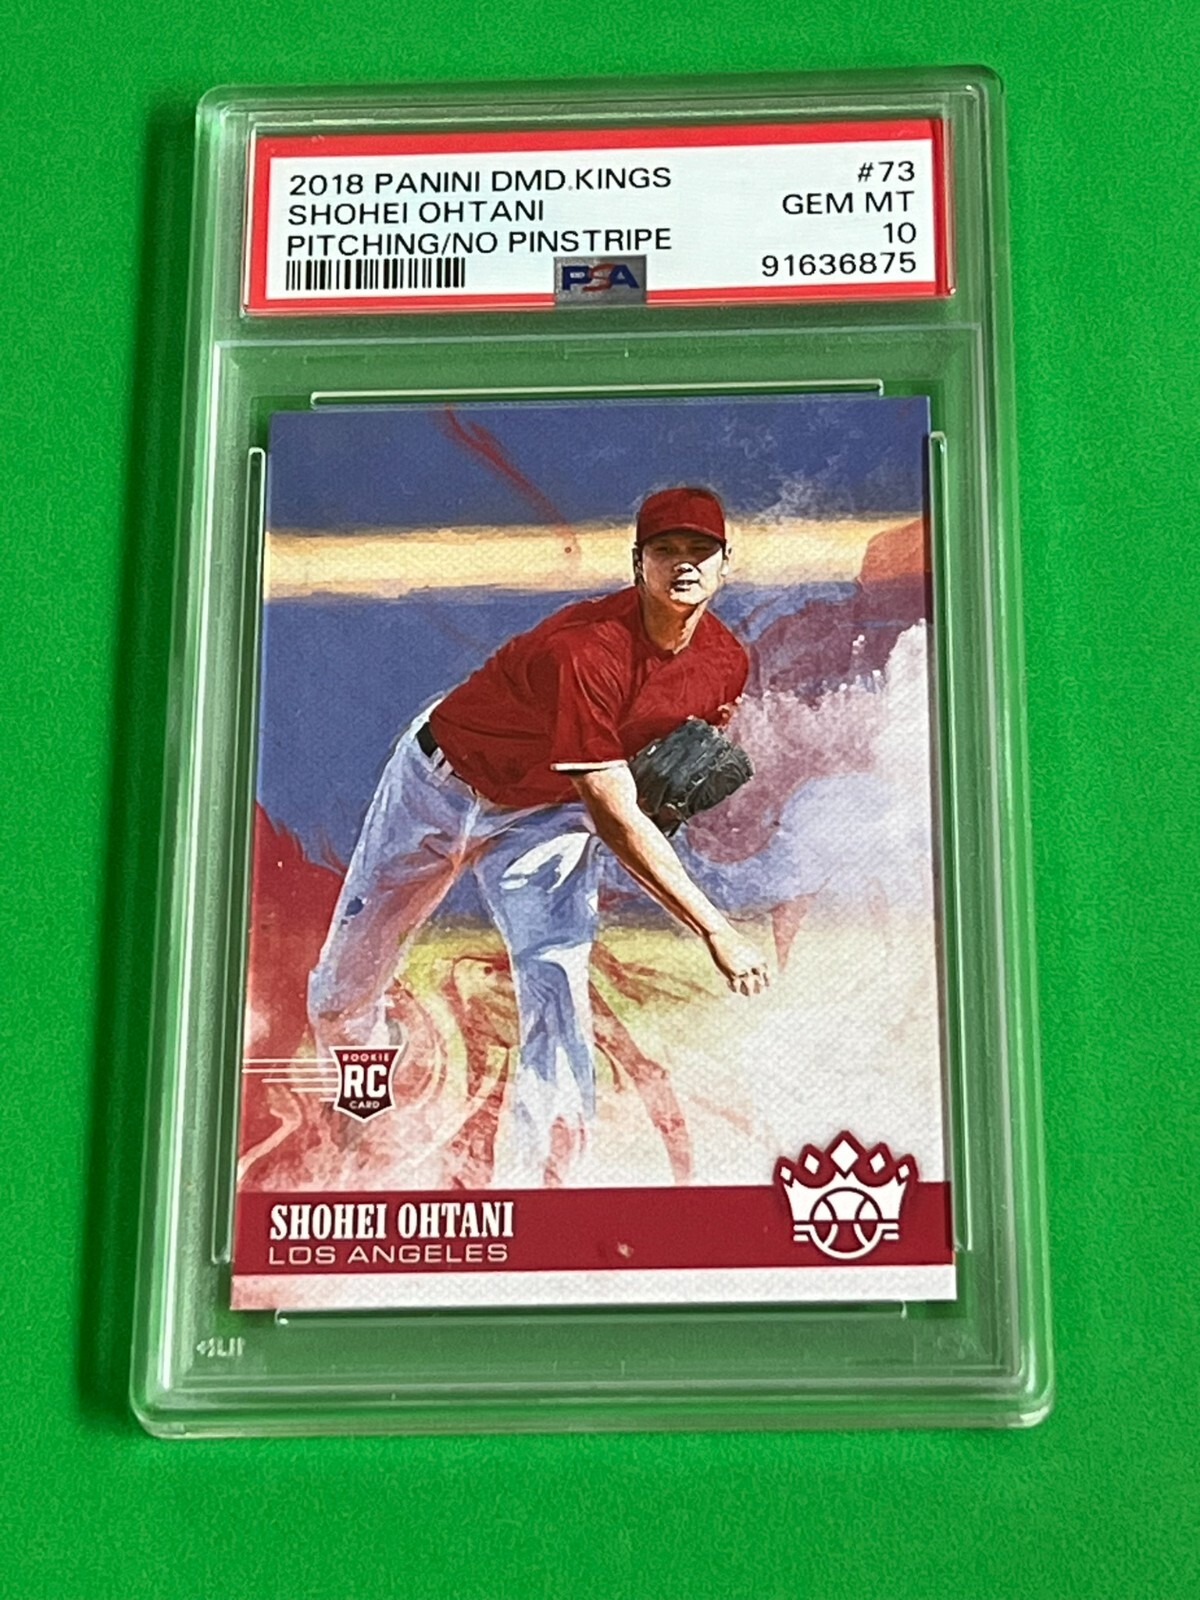 2018 PANINI DMD.KINGS #73
SHOHEI OHTANI GEM MT
PITCHING/NO PINSTRIPE 10
PSA 91636875
ROOKIE
RC
CARD
SHOHEI OHTANI
LOS ANGELES